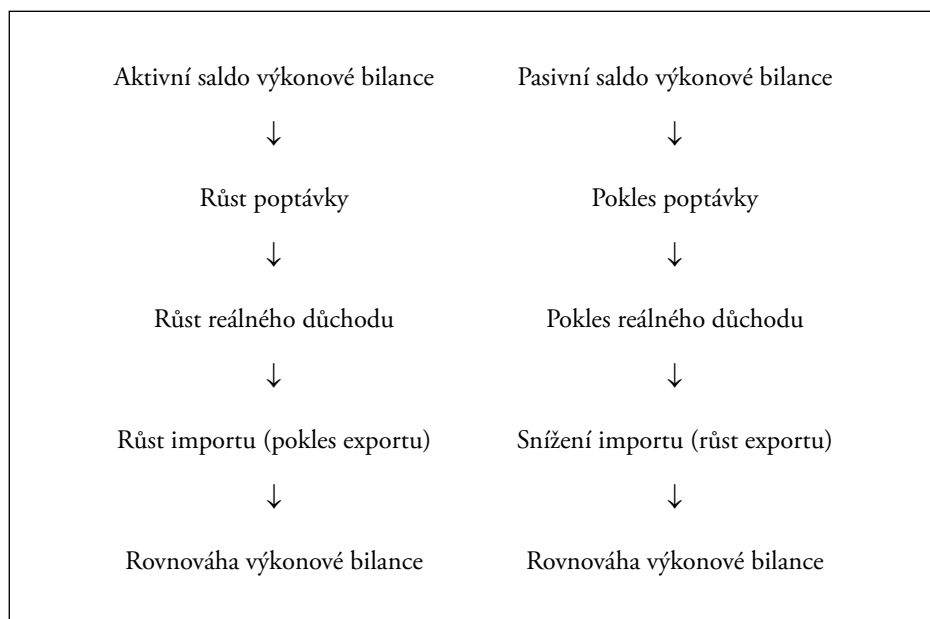 Aktivní saldo výkonové bilance Pasivní saldo výkonové bilance
↓ ↓
Růst poptávky Pokles poptávky
↓ ↓
Růst reálného důchodu Pokles reálného důchodu
↓ ↓
Růst importu (pokles exportu) Snížení importu (růst exportu)
↓ ↓
Rovnováha výkonové bilance Rovnováha výkonové bilance